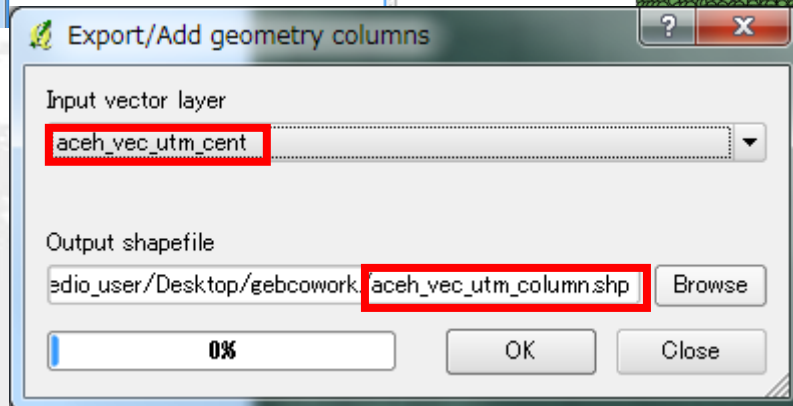 Export/Add geometry columns
Input vector layer
aceh_vec_utm_cent
Output shapefile
edio_user/Desktop/gebcowork/aceh_vec_utm_column.shp
Browse
0%
OK
Close